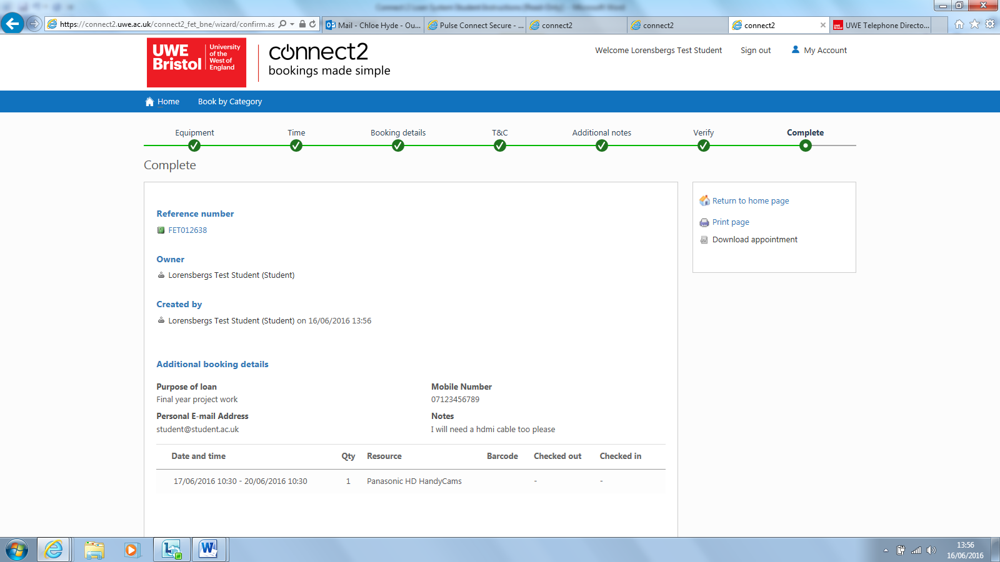 https://connect2.uwe.ac.uk/connect2_fet_bne/wizard/confirm.as
Mail - Chloe Hyde - Ou...
Pulse Connect Secure - ...
connect2
connect2
connect2
UWE Telephone Directo...
UWE Bristol
University of the West of England
connect2
bookings made simple
Welcome Lorensbergs Test Student
Sign out
My Account
Home
Book by Category
Equipment
Time
Booking details
T&C
Additional notes
Verify
Complete
Complete
Reference number
FET012638
Owner
Lorensbergs Test Student (Student)
Created by
Lorensbergs Test Student (Student) on 16/06/2016 13:56
Additional booking details
Purpose of loan
Final year project work
Mobile Number
07123456789
Personal E-mail Address
student@student.ac.uk
Notes
I will need a hdmi cable too please
Date and time Qty Resource Barcode Checked out Checked in
17/06/2016 10:30 - 20/06/2016 10:30 1 Panasonic HD HandyCams - -
Return to home page
Print page
Download appointment
13:56
16/06/2016